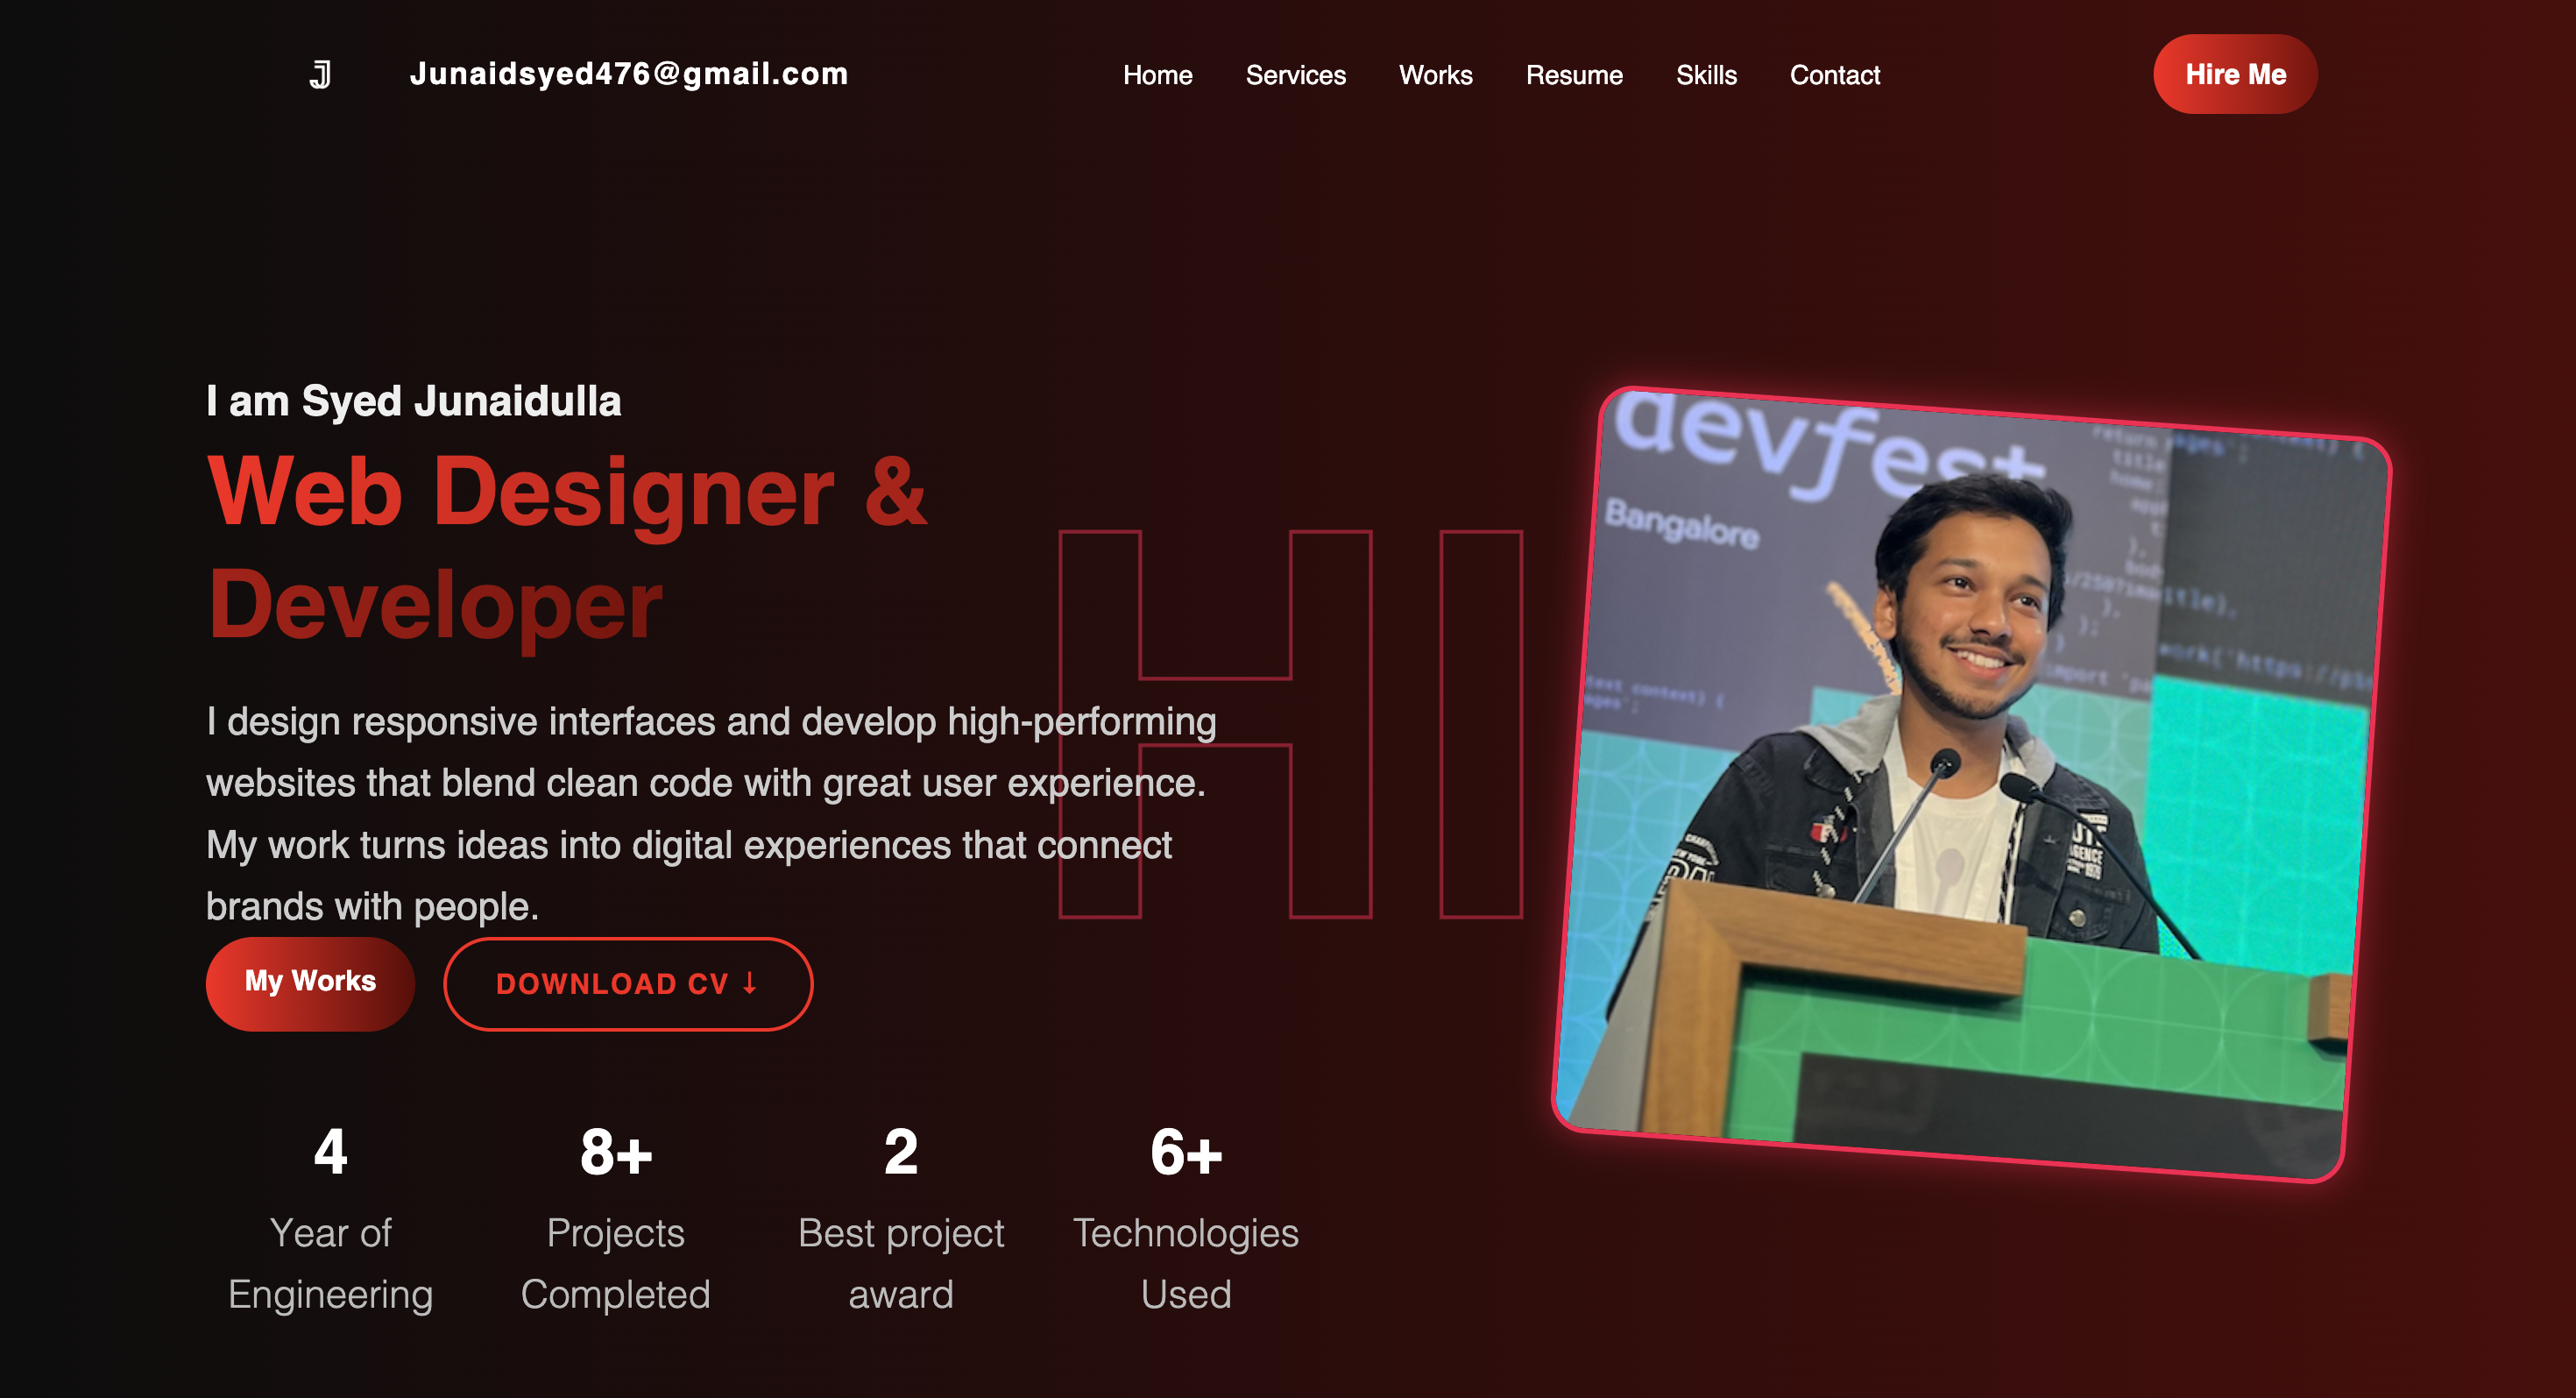 JJ
Junaidsyed476@gmail.com
Home Services Works Resume Skills Contact
Hire Me
I am Syed Junaidulla
Web Designer &
Developer
HI
I design responsive interfaces and develop high-performing
websites that blend clean code with great user experience.
My work turns ideas into digital experiences that connect
brands with people.
My Works
DOWNLOAD CV ↓
4
Year of
Engineering
8+
Projects
Completed
2
Best project
award
6+
Technologies
Used
devfest
Bangalore